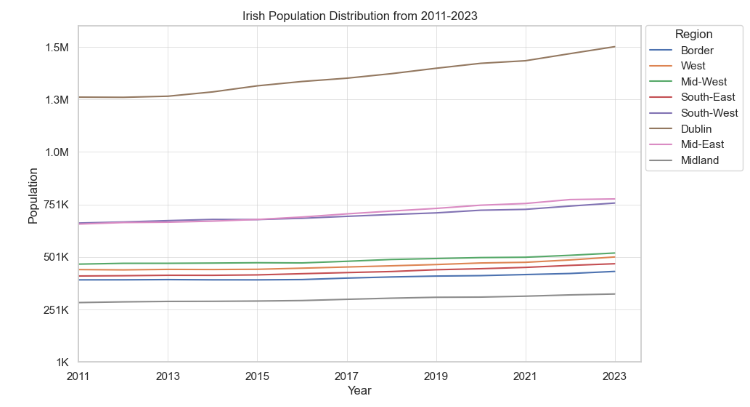 Irish Population Distribution from 2011-2023
Region
Border
West
Mid-West
South-East
South-West
Dublin
Mid-East
Midland
Population
1.5M
1.3M
1.0M
751K
501K
251K
1K
2011 2013 2015 2017 2019 2021 2023
Year